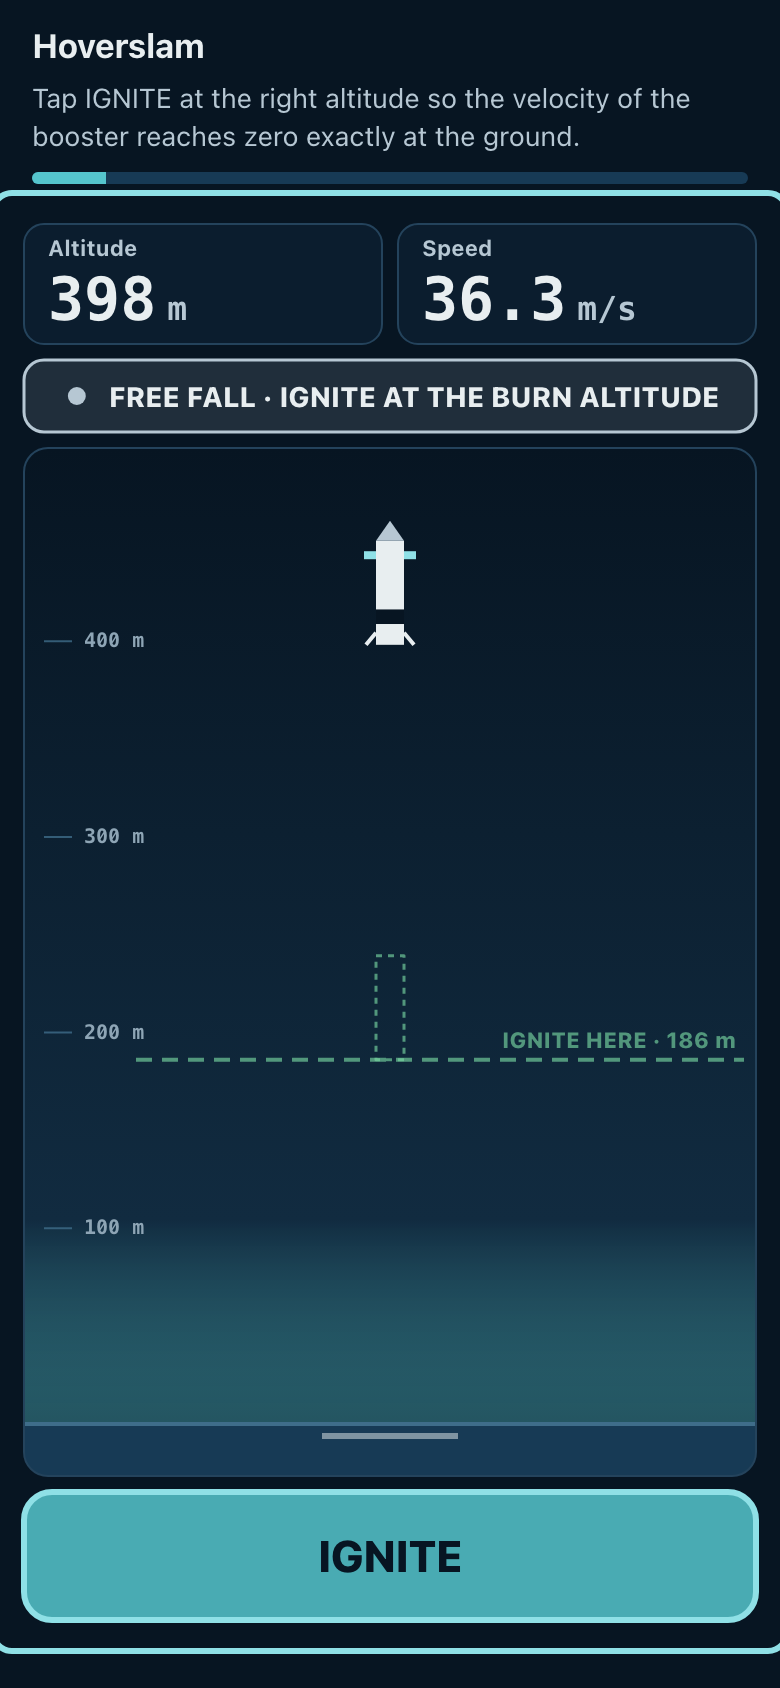 Hoverslam
Tap IGNITE at the right altitude so the velocity of the
booster reaches zero exactly at the ground.
Altitude
398 m
Speed
36.3 m/s
FREE FALL · IGNITE AT THE BURN ALTITUDE
400 m
300 m
200 m
IGNITE HERE · 186 m
100 m
IGNITE